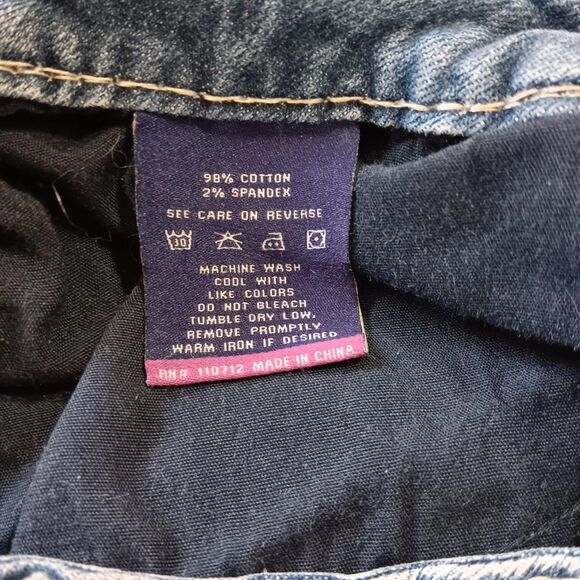 98% COTTON
2% SPANDEX
SEE CARE ON REVERSE
30
MACHINE WASH
COOL WITH
LIKE COLORS
DO NOT BLEACH
TUMBLE DRY LOW,
REMOVE PROMPTLY
WARM IRON IF DESIRED
RN# 110712 MADE IN CHINA